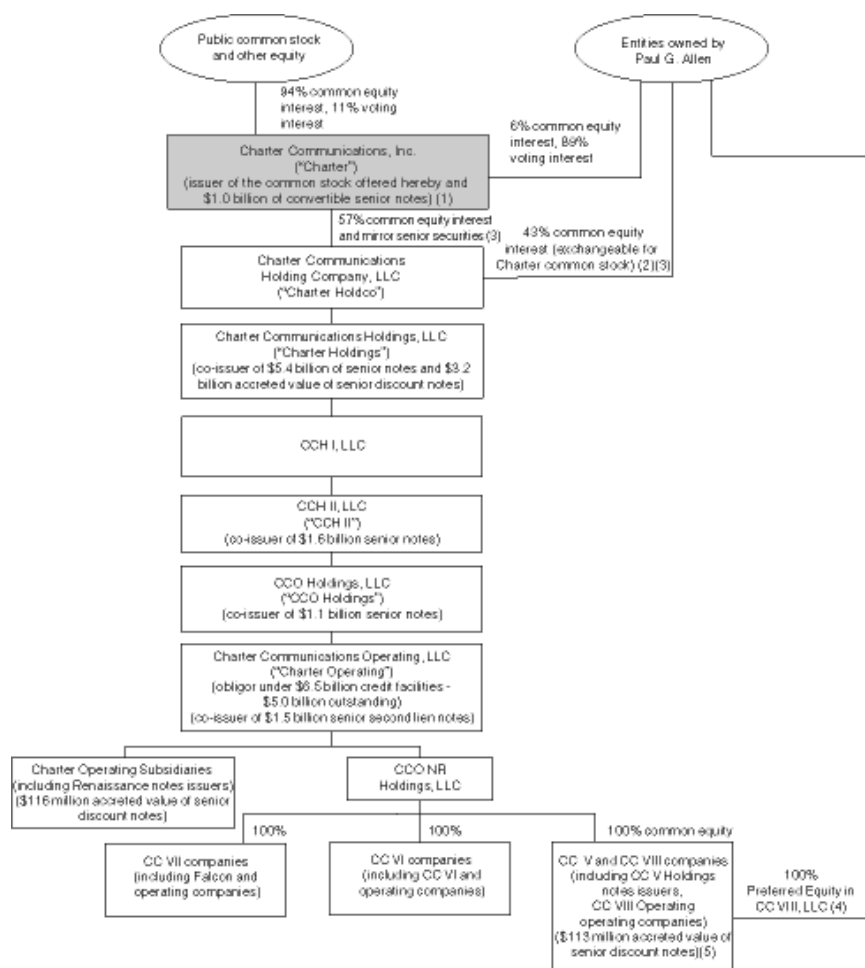 Public common stock
and other equity
Entities owned by
Paul G. Allen
94% common equity
interest, 11% voting
interest
6% common equity
interest, 89%
voting interest
Charter Communications, Inc.
("Charter")
(issuer of the common stock offered hereby and
$1.0 billion of convertible senior notes) (1)
57% common equity interest
and mirror senior securities (3)
43% common equity
interest (exchangeable for
Charter common stock) (2)(3)
Charter Communications
Holding Company, LLC
("Charter Holdco")
Charter Communications Holdings, LLC
("Charter Holdings")
(co-issuer of $5.4 billion of senior notes and $3.2
billion accreted value of senior discount notes)
CCH I, LLC
CCH II, LLC
("CCH II")
(co-issuer of $1.6 billion senior notes)
CCO Holdings, LLC
("CCO Holdings")
(co-issuer of $1.1 billion senior notes)
Charter Communications Operating, LLC
("Charter Operating")
(obligor under $6.5 billion credit facilities -
$5.0 billion outstanding)
(co-issuer of $1.5 billion senior second lien notes)
Charter Operating Subsidiaries
(including Renaissance notes issuers)
($116 million accreted value of senior
discount notes)
CCO NR
Holdings, LLC
100%
100%
100% common equity
CC VII companies
(including Falcon and
operating companies)
CC VI companies
(including CC VI and
operating companies)
CC V and CC VIII companies
(including CC V Holdings
notes issuers,
CC VIII Operating
operating companies)
($113 million accreted value of
senior discount notes)(5)
100%
Preferred Equity in
CC VIII, LLC (4)